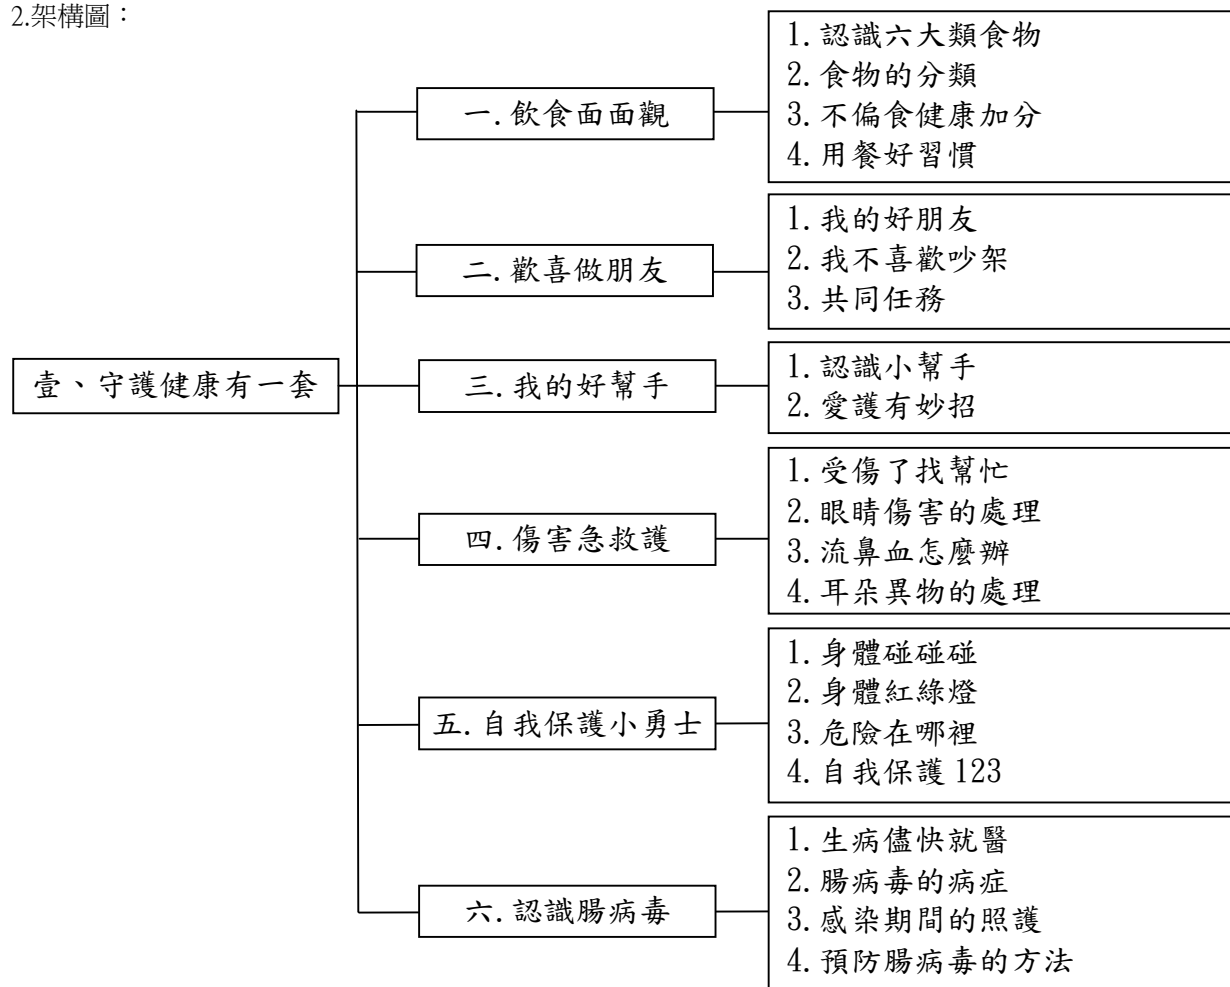 2.架構圖：
壹、守護健康有一套
一.飲食面面觀
1.認識六大類食物
2.食物的分類
3.不偏食健康加分
4.用餐好習慣
二.歡喜做朋友
1.我的好朋友
2.我不喜歡吵架
3.共同任務
三.我的好幫手
1.認識小幫手
2.愛護有妙招
四.傷害急救護
1.受傷了找幫忙
2.眼睛傷害的處理
3.流鼻血怎麼辦
4.耳朵異物的處理
五.自我保護小勇士
1.身體碰碰碰
2.身體紅綠燈
3.危險在哪裡
4.自我保護123
六.認識腸病毒
1.生病儘快就醫
2.腸病毒的病症
3.感染期間的照護
4.預防腸病毒的方法